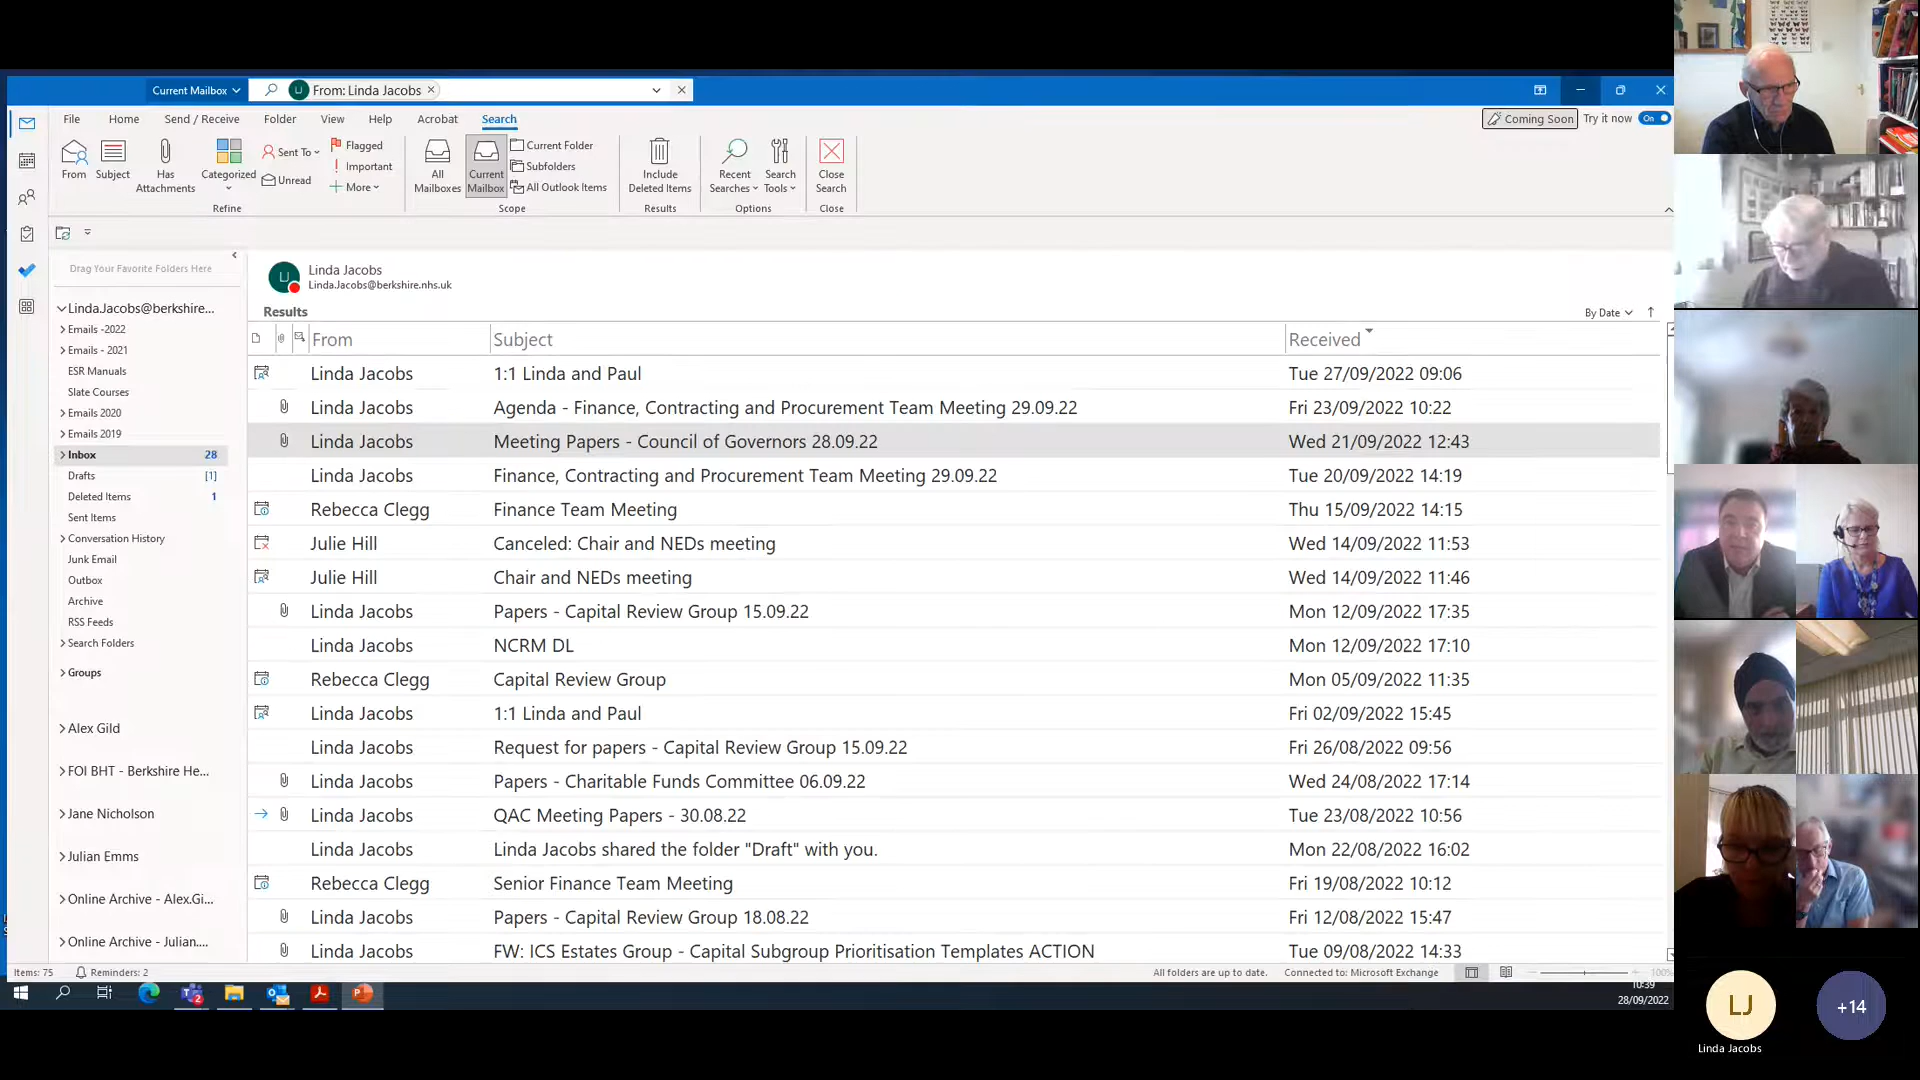 Current Mailbox
From: Linda Jacobs
File Home Send / Receive Folder View Help Acrobat Search
Coming Soon Try it now On
From
Subject
Has Attachments
Categorized
Sent To
Unread
Flagged
Important
More
Refine
All Mailboxes
Current Mailbox
Current Folder
Subfolders
All Outlook Items
Scope
Include Deleted Items
Results
Recent Searches
Search Tools
Options
Close Search
Close
Drag Your Favorite Folders Here
Linda.Jacobs@berkshire...
Emails -2022
Emails - 2021
ESR Manuals
Slate Courses
Emails 2020
Emails 2019
Inbox 28
Drafts [1]
Deleted Items 1
Sent Items
Conversation History
Junk Email
Outbox
Archive
RSS Feeds
Search Folders
Groups
Alex Gild
FOI BHT - Berkshire He...
Jane Nicholson
Julian Emms
Online Archive - Alex.Gi...
Online Archive - Julian....
LJ
Linda Jacobs
Linda.Jacobs@berkshire.nhs.uk
Results By Date
From Subject Received
Linda Jacobs 1:1 Linda and Paul Tue 27/09/2022 09:06
Linda Jacobs Agenda - Finance, Contracting and Procurement Team Meeting 29.09.22 Fri 23/09/2022 10:22
Linda Jacobs Meeting Papers - Council of Governors 28.09.22 Wed 21/09/2022 12:43
Linda Jacobs Finance, Contracting and Procurement Team Meeting 29.09.22 Tue 20/09/2022 14:19
Rebecca Clegg Finance Team Meeting Thu 15/09/2022 14:15
Julie Hill Canceled: Chair and NEDs meeting Wed 14/09/2022 11:53
Julie Hill Chair and NEDs meeting Wed 14/09/2022 11:46
Linda Jacobs Papers - Capital Review Group 15.09.22 Mon 12/09/2022 17:35
Linda Jacobs NCRM DL Mon 12/09/2022 17:10
Rebecca Clegg Capital Review Group Mon 05/09/2022 11:35
Linda Jacobs 1:1 Linda and Paul Fri 02/09/2022 15:45
Linda Jacobs Request for papers - Capital Review Group 15.09.22 Fri 26/08/2022 09:56
Linda Jacobs Papers - Charitable Funds Committee 06.09.22 Wed 24/08/2022 17:14
Linda Jacobs QAC Meeting Papers - 30.08.22 Tue 23/08/2022 10:56
Linda Jacobs Linda Jacobs shared the folder "Draft" with you. Mon 22/08/2022 16:02
Rebecca Clegg Senior Finance Team Meeting Fri 19/08/2022 10:12
Linda Jacobs Papers - Capital Review Group 18.08.22 Fri 12/08/2022 15:47
Linda Jacobs FW: ICS Estates Group - Capital Subgroup Prioritisation Templates ACTION Tue 09/08/2022 14:33
Items: 75 Reminders: 2 All folders are up to date. Connected to: Microsoft Exchange 100%
10:39
28/09/2022
LJ
Linda Jacobs
+14